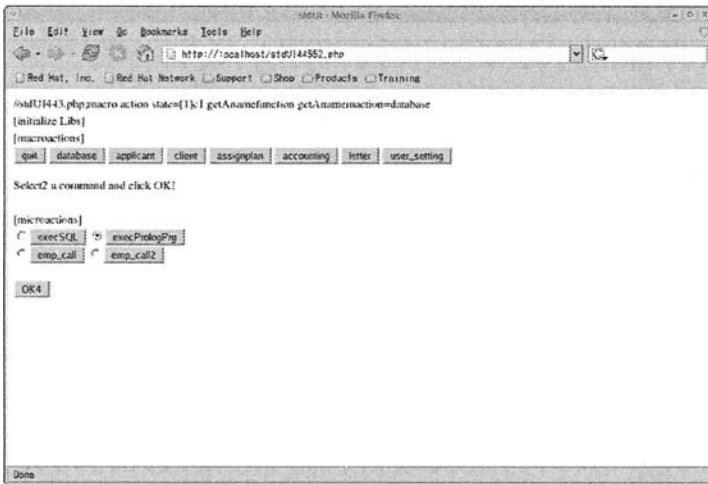 stdUI - Mozilla Firefox
File Edit View Go Bookmarks Tools Help
http://localhost/stdUI44552.php
Red Hat, Inc. Red Hat Network Support Shop Products Training
//stdUI443.php;macro action state=[1]c1 getAnamefunction getAnamemaction=database
[initialize Libs]
[macroactions]
quit database applicant client assignplan accounting letter user_setting
Select2 a command and click OK!
[microactions]
execSQL execPrologPrg
emp_call emp_call2
OK4
Done